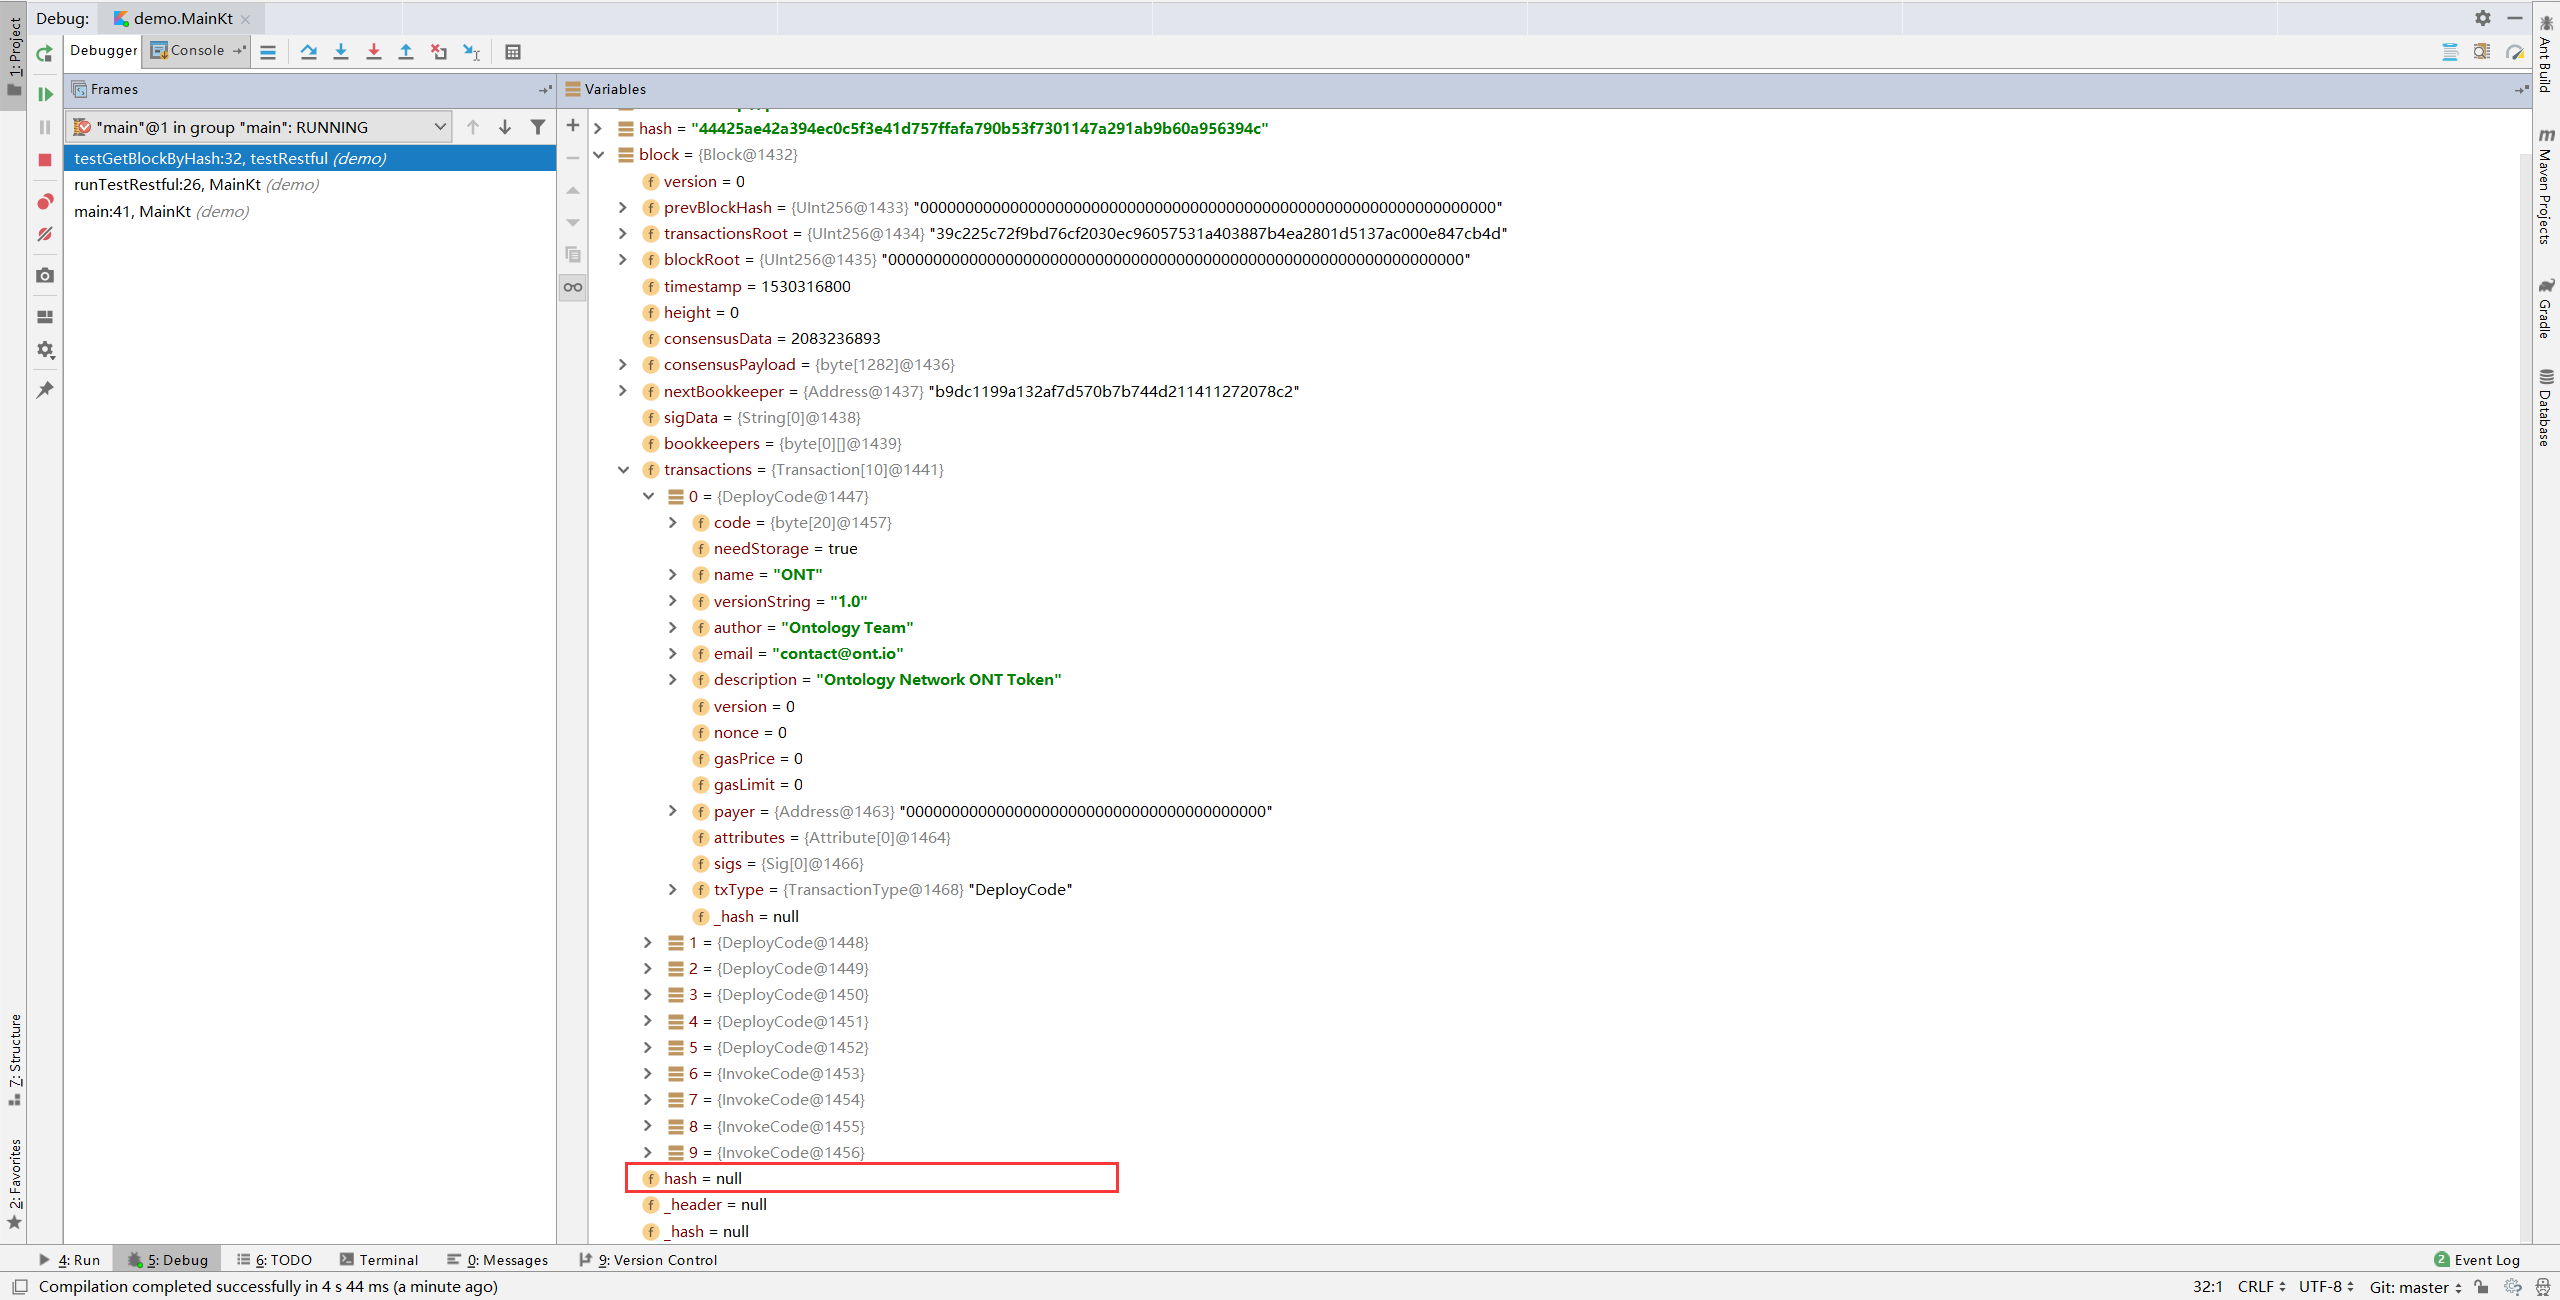 Debug: demo.MainKt
Debugger Console
Frames
Variables
"main"@1 in group "main": RUNNING
testGetBlockByHash:32, testRestful (demo)
runTestRestful:26, MainKt (demo)
main:41, MainKt (demo)
hash = "44425ae42a394ec0c5f3e41d757ffafa790b53f7301147a291ab9b60a956394c"
block = {Block@1432}
version = 0
prevBlockHash = {UInt256@1433} "0000000000000000000000000000000000000000000000000000000000000000"
transactionsRoot = {UInt256@1434} "39c225c72f9bd76cf2030ec96057531a403887b4ea2801d5137ac000e847cb4d"
blockRoot = {UInt256@1435} "0000000000000000000000000000000000000000000000000000000000000000"
timestamp = 1530316800
height = 0
consensusData = 2083236893
consensusPayload = {byte[1282]@1436}
nextBookkeeper = {Address@1437} "b9dc1199a132af7d570b7b744d211411272078c2"
sigData = {String[0]@1438}
bookkeepers = {byte[0][]@1439}
transactions = {Transaction[10]@1441}
0 = {DeployCode@1447}
code = {byte[20]@1457}
needStorage = true
name = "ONT"
versionString = "1.0"
author = "Ontology Team"
email = "contact@ont.io"
description = "Ontology Network ONT Token"
version = 0
nonce = 0
gasPrice = 0
gasLimit = 0
payer = {Address@1463} "0000000000000000000000000000000000000000"
attributes = {Attribute[0]@1464}
sigs = {Sig[0]@1466}
txType = {TransactionType@1468} "DeployCode"
_hash = null
1 = {DeployCode@1448}
2 = {DeployCode@1449}
3 = {DeployCode@1450}
4 = {DeployCode@1451}
5 = {DeployCode@1452}
6 = {InvokeCode@1453}
7 = {InvokeCode@1454}
8 = {InvokeCode@1455}
9 = {InvokeCode@1456}
hash = null
_header = null
_hash = null
1: Project
7: Structure
2: Favorites
Ant Build
Maven Projects
Gradle
Database
4: Run 5: Debug 6: TODO Terminal 0: Messages 9: Version Control 2 Event Log
Compilation completed successfully in 4 s 44 ms (a minute ago) 32:1 CRLF UTF-8 Git: master